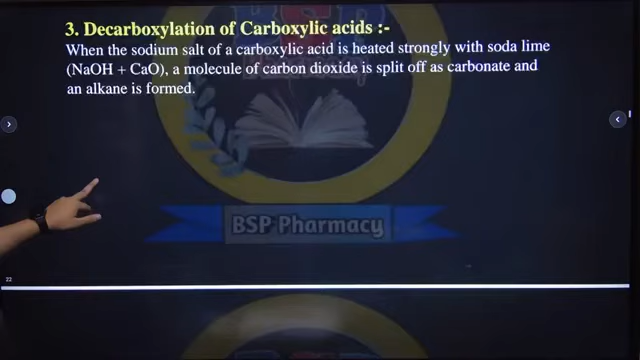 3. Decarboxylation of Carboxylic acids :-
When the sodium salt of a carboxylic acid is heated strongly with soda lime
(NaOH + CaO), a molecule of carbon dioxide is split off as carbonate and
an alkane is formed.
BSP Pharmacy
22